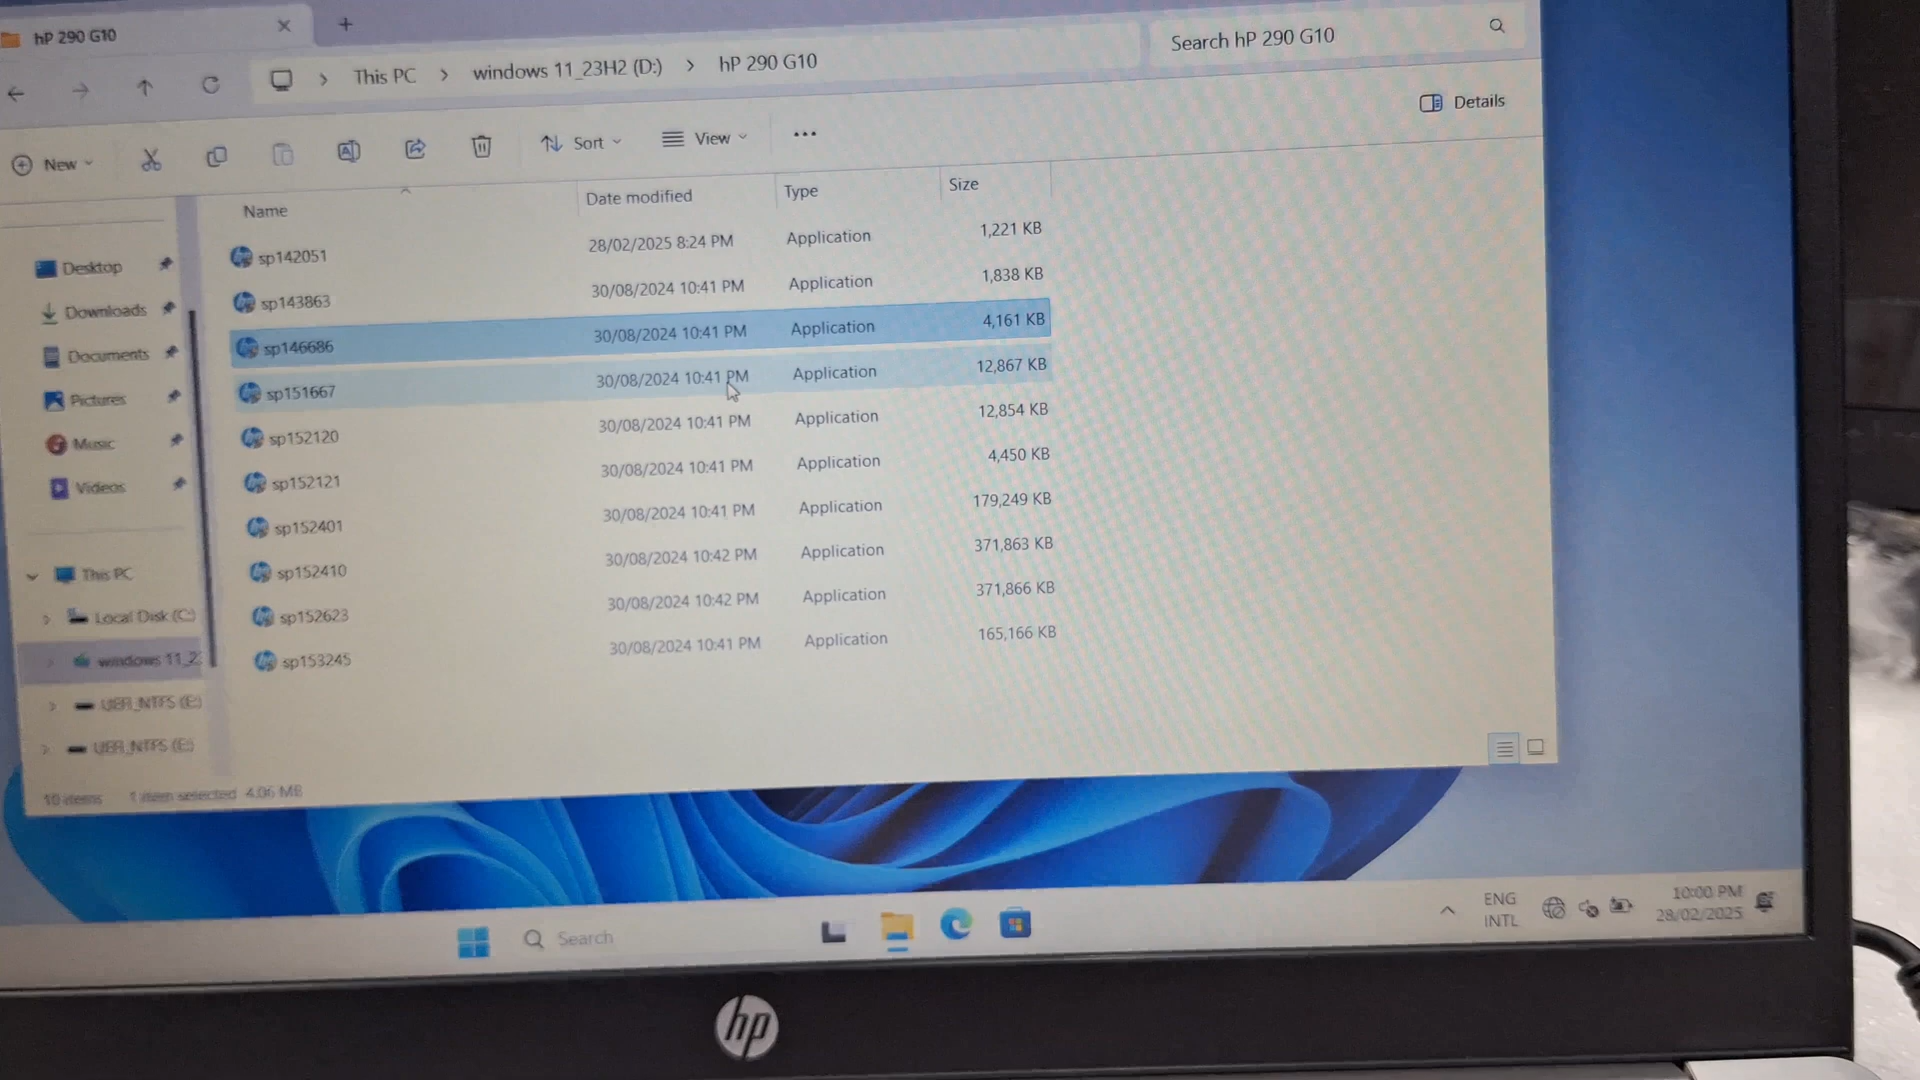 hP 290 G10
This PC > windows 11_23H2 (D:) > hP 290 G10
Search hP 290 G10
New
Sort
View
Details
Name Date modified Type Size
sp142051 28/02/2025 8:24 PM Application 1,221 KB
sp143863 30/08/2024 10:41 PM Application 1,838 KB
sp146686 30/08/2024 10:41 PM Application 4,161 KB
sp151667 30/08/2024 10:41 PM Application 12,867 KB
sp152120 30/08/2024 10:41 PM Application 12,854 KB
sp152121 30/08/2024 10:41 PM Application 4,450 KB
sp152401 30/08/2024 10:41 PM Application 179,249 KB
sp152410 30/08/2024 10:42 PM Application 371,863 KB
sp152623 30/08/2024 10:42 PM Application 371,866 KB
sp153245 30/08/2024 10:41 PM Application 165,166 KB
Desktop
Downloads
Documents
Pictures
Music
Videos
This PC
Local Disk (C:)
windows 11_2
UEFI_NTFS (E:)
UEFI_NTFS (E:)
10 items 1 item selected 4.06 MB
Search
ENG
INTL
10:00 PM
28/02/2025
hp